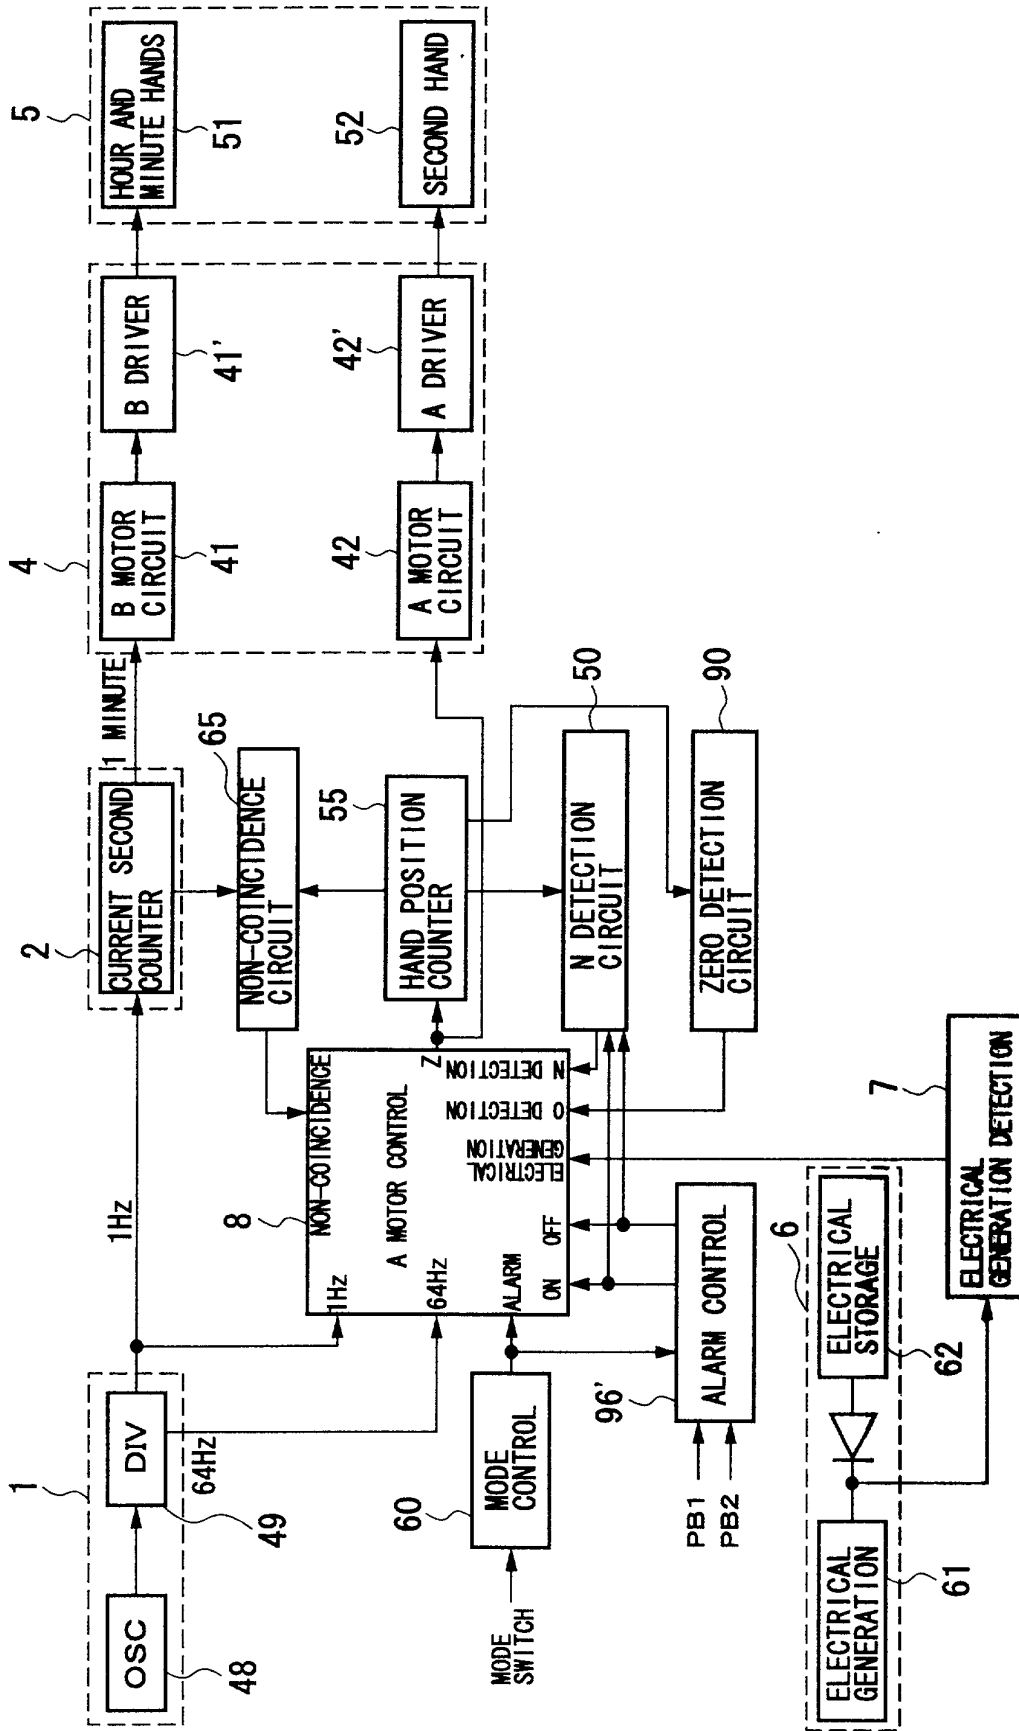 1
OSC
48
DIV
49
64Hz
1Hz
2
CURRENT SECOND
COUNTER
1 MINUTE
4
B MOTOR
CIRCUIT
41
B DRIVER
41'
5
HOUR AND
MINUTE HANDS
51
NON-COINCIDENCE
CIRCUIT
65
A MOTOR
CIRCUIT
42
A DRIVER
42'
SECOND HAND
52
8
NON-COINCIDENCE
1Hz
A MOTOR CONTROL
64Hz
Z
ALARM
ON
OFF
ELECTRICAL
GENERATION
0 DETECTION
N DETECTION
HAND POSITION
COUNTER
55
N DETECTION
CIRCUIT
50
ZERO DETECTION
CIRCUIT
90
MODE
SWITCH
MODE
CONTROL
60
PB1
PB2
ALARM CONTROL
96'
6
ELECTRICAL
GENERATION
61
ELECTRICAL
STORAGE
62
7
ELECTRICAL
GENERATION DETECTION